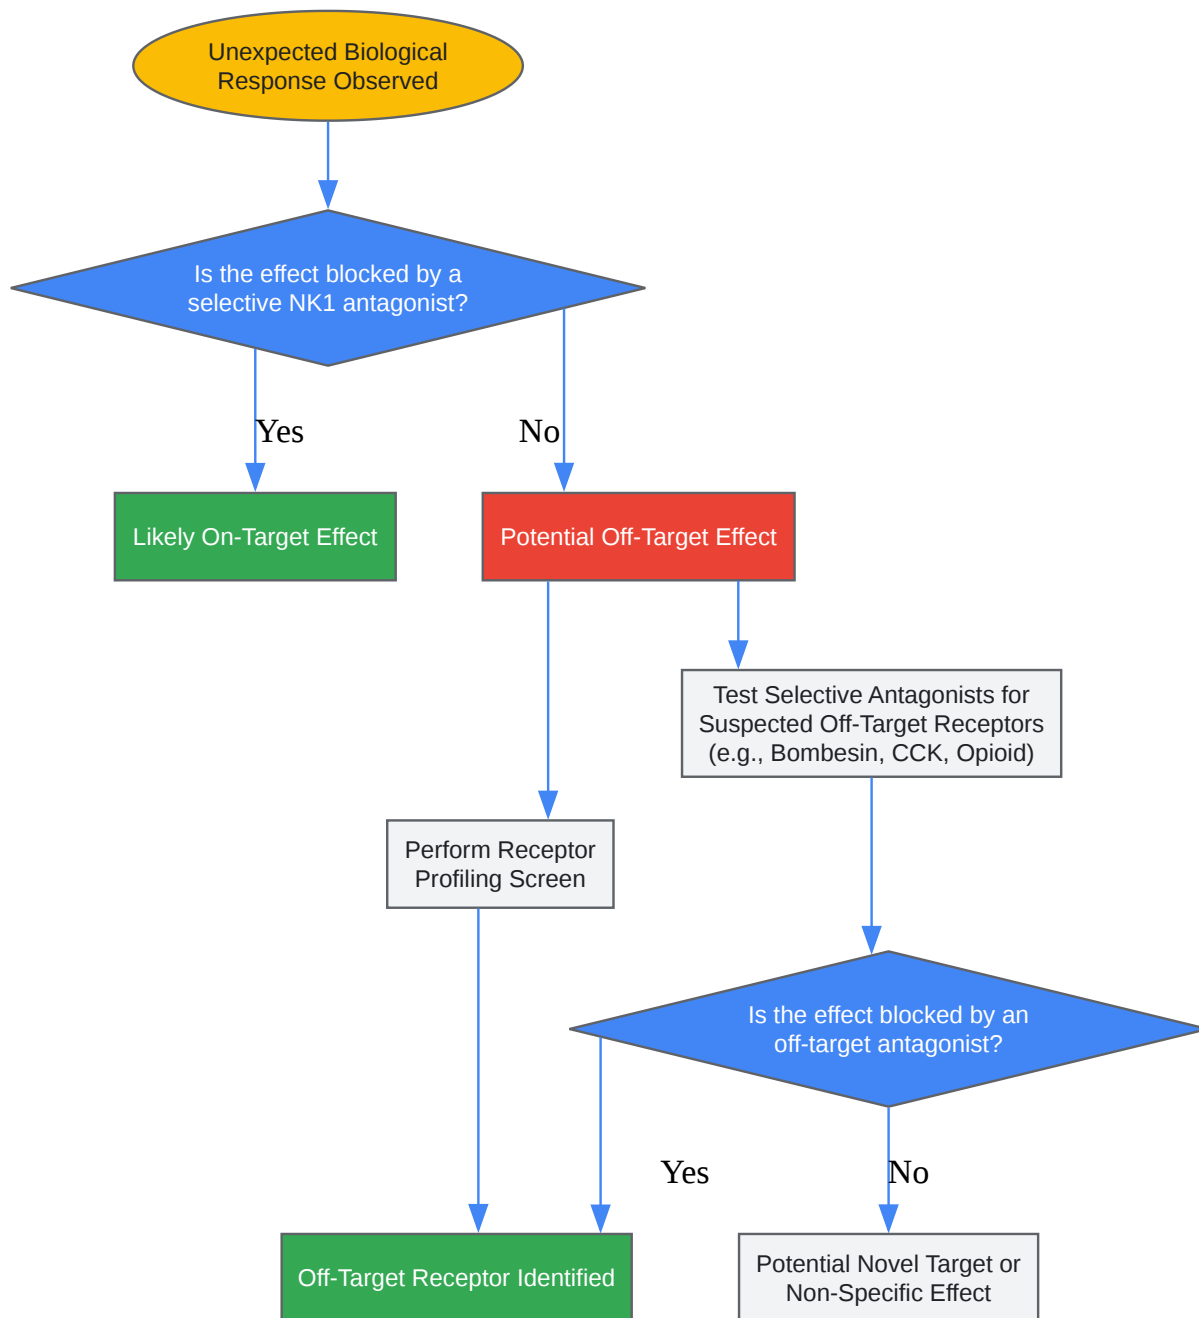 Unexpected Biological
Response Observed
Is the effect blocked by a
selective NK1 antagonist?
Yes
No
Likely On-Target Effect
Potential Off-Target Effect
Test Selective Antagonists for
Suspected Off-Target Receptors
(e.g., Bombesin, CCK, Opioid)
Perform Receptor
Profiling Screen
Is the effect blocked by an
off-target antagonist?
Yes
No
Off-Target Receptor Identified
Potential Novel Target or
Non-Specific Effect